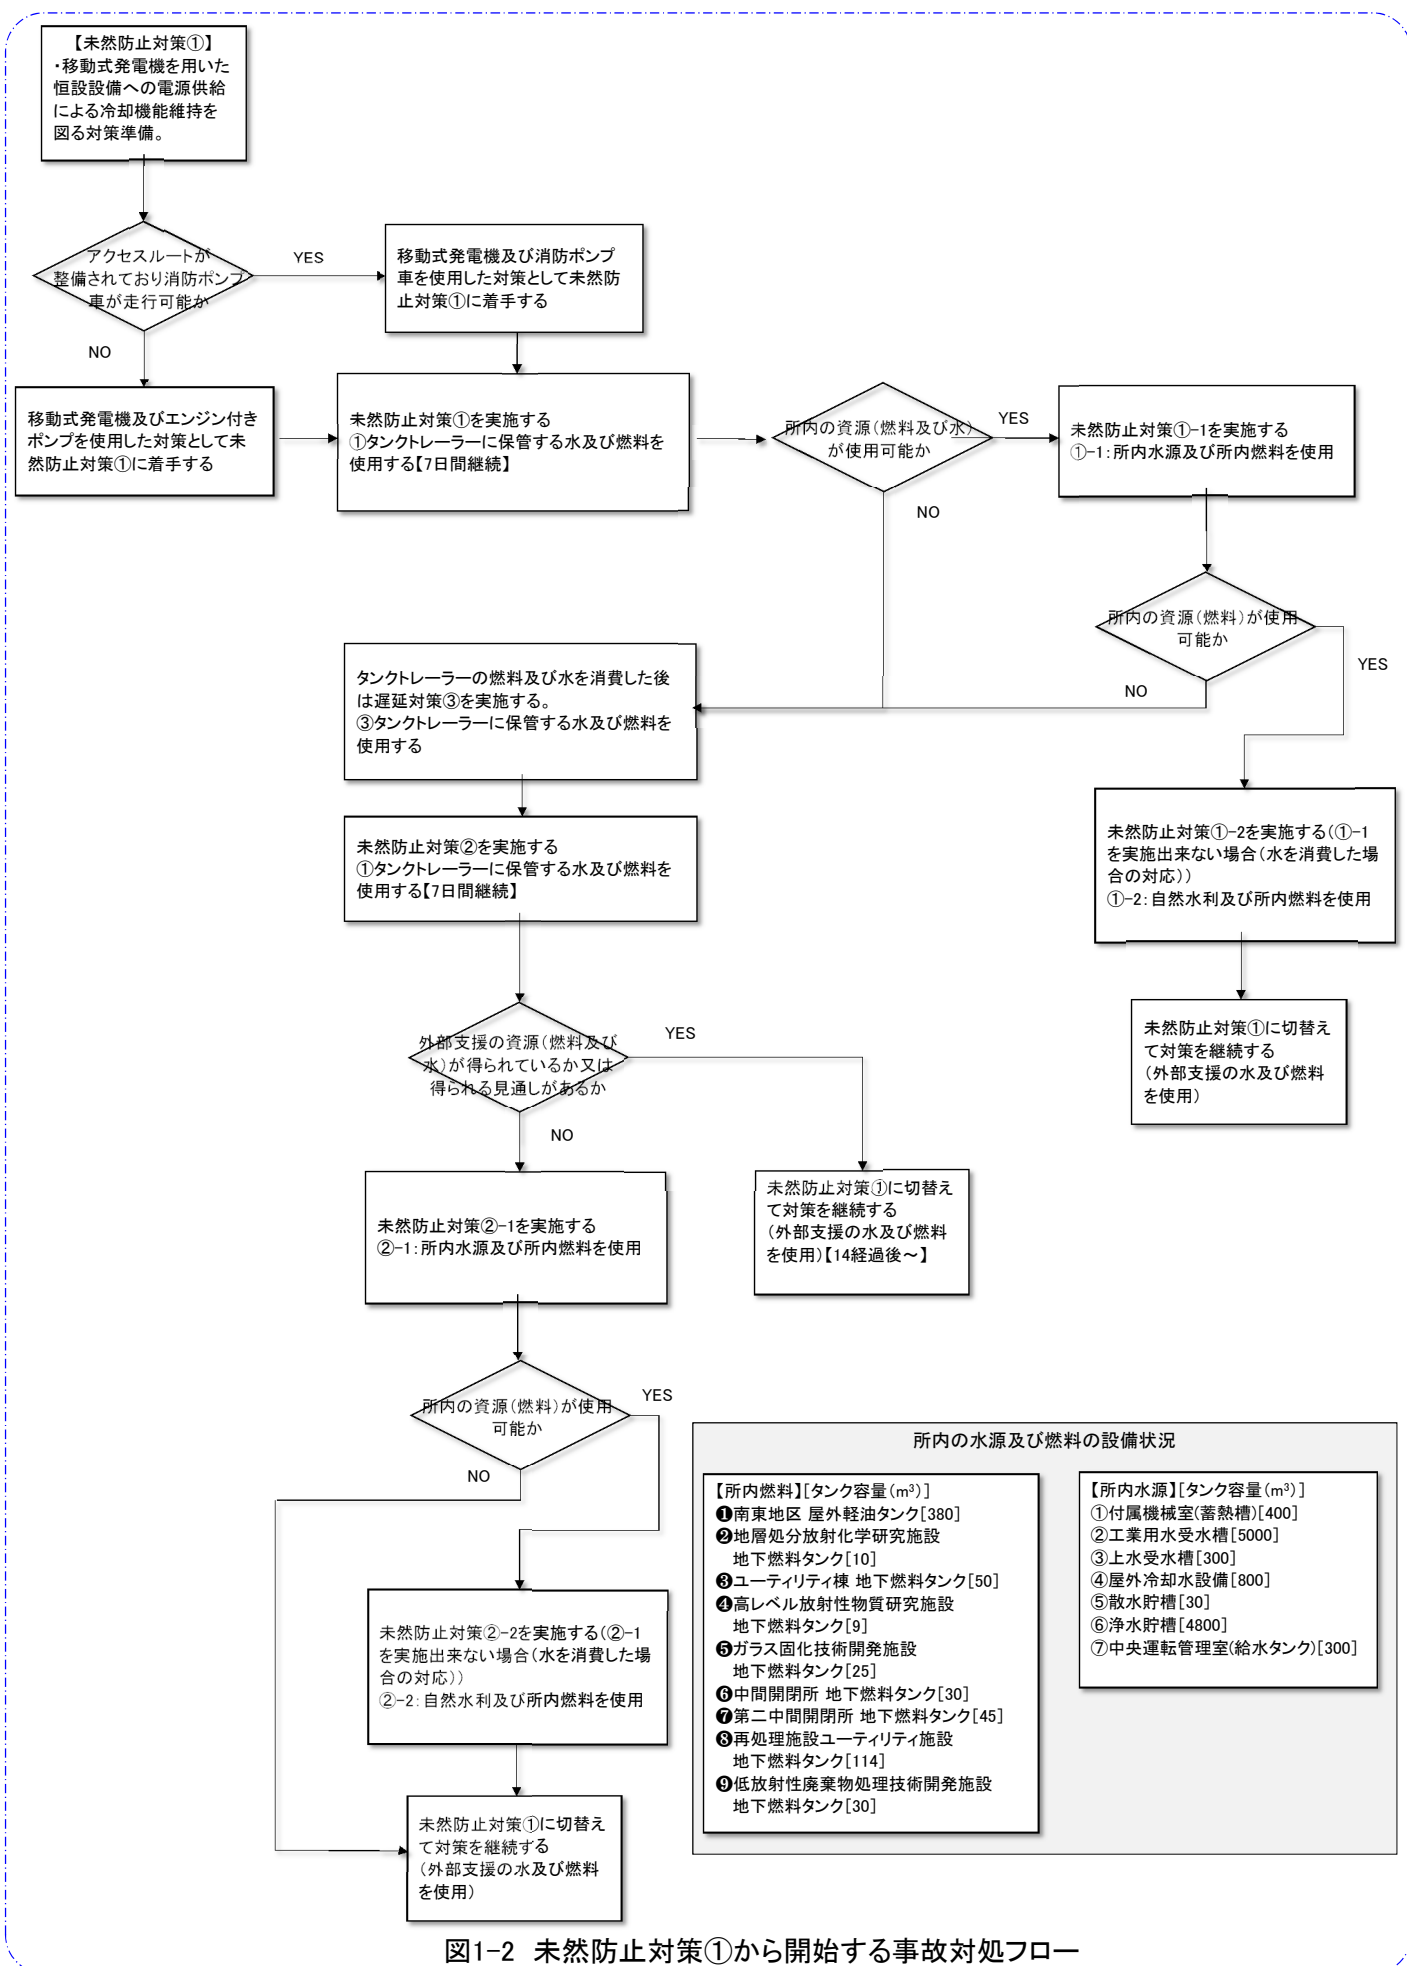 【未然防止対策①】
・移動式発電機を用いた
恒設設備への電源供給
による冷却機能維持を
図る対策準備。
アクセスルートが
整備されており消防ポンプ
車が走行可能か
YES
移動式発電機及び消防ポンプ
車を使用した対策として未然防
止対策①に着手する
NO
移動式発電機及びエンジン付き
ポンプを使用した対策として未
然防止対策①に着手する
未然防止対策①を実施する
①タンクトレーラーに保管する水及び燃料を
使用する【7日間継続】
所内の資源（燃料及び水）
が使用可能か
YES
未然防止対策①-1を実施する
①-1：所内水源及び所内燃料を使用
NO
所内の資源（燃料）が使用
可能か
YES
NO
タンクトレーラーの燃料及び水を消費した後
は遅延対策③を実施する。
③タンクトレーラーに保管する水及び燃料を
使用する
未然防止対策②を実施する
①タンクトレーラーに保管する水及び燃料を
使用する【7日間継続】
未然防止対策①-2を実施する（①-1
を実施出来ない場合（水を消費した場
合の対応））
①-2：自然水利及び所内燃料を使用
未然防止対策①に切替え
て対策を継続する
（外部支援の水及び燃料
を使用）
外部支援の資源（燃料及び
水）が得られているか又は
得られる見通しがあるか
YES
NO
未然防止対策①に切替え
て対策を継続する
（外部支援の水及び燃料
を使用）【14経過後～】
未然防止対策②-1を実施する
②-1：所内水源及び所内燃料を使用
所内の資源（燃料）が使用
可能か
YES
NO
未然防止対策②-2を実施する（②-1
を実施出来ない場合（水を消費した場
合の対応））
②-2：自然水利及び所内燃料を使用
未然防止対策①に切替え
て対策を継続する
（外部支援の水及び燃料
を使用）
所内の水源及び燃料の設備状況
【所内燃料】[タンク容量（m³）]
❶南東地区 屋外軽油タンク[380]
❷地層処分放射化学研究施設
地下燃料タンク[10]
❸ユーティリティ棟 地下燃料タンク[50]
❹高レベル放射性物質研究施設
地下燃料タンク[9]
❺ガラス固化技術開発施設
地下燃料タンク[25]
❻中間開閉所 地下燃料タンク[30]
❼第二中間開閉所 地下燃料タンク[45]
❽再処理施設ユーティリティ施設
地下燃料タンク[114]
❾低放射性廃棄物処理技術開発施設
地下燃料タンク[30]
【所内水源】[タンク容量（m³）]
①付属機械室(蓄熱槽)[400]
②工業用水受水槽[5000]
③上水受水槽[300]
④屋外冷却水設備[800]
⑤散水貯槽[30]
⑥浄水貯槽[4800]
⑦中央運転管理室(給水タンク)[300]
図1-2 未然防止対策①から開始する事故対処フロー